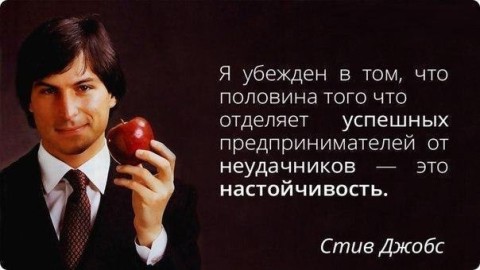 Я убежден в том, что
половина того что
отделяет успешных
предпринимателей от
неудачников — это
настойчивость.
Стив Джобс